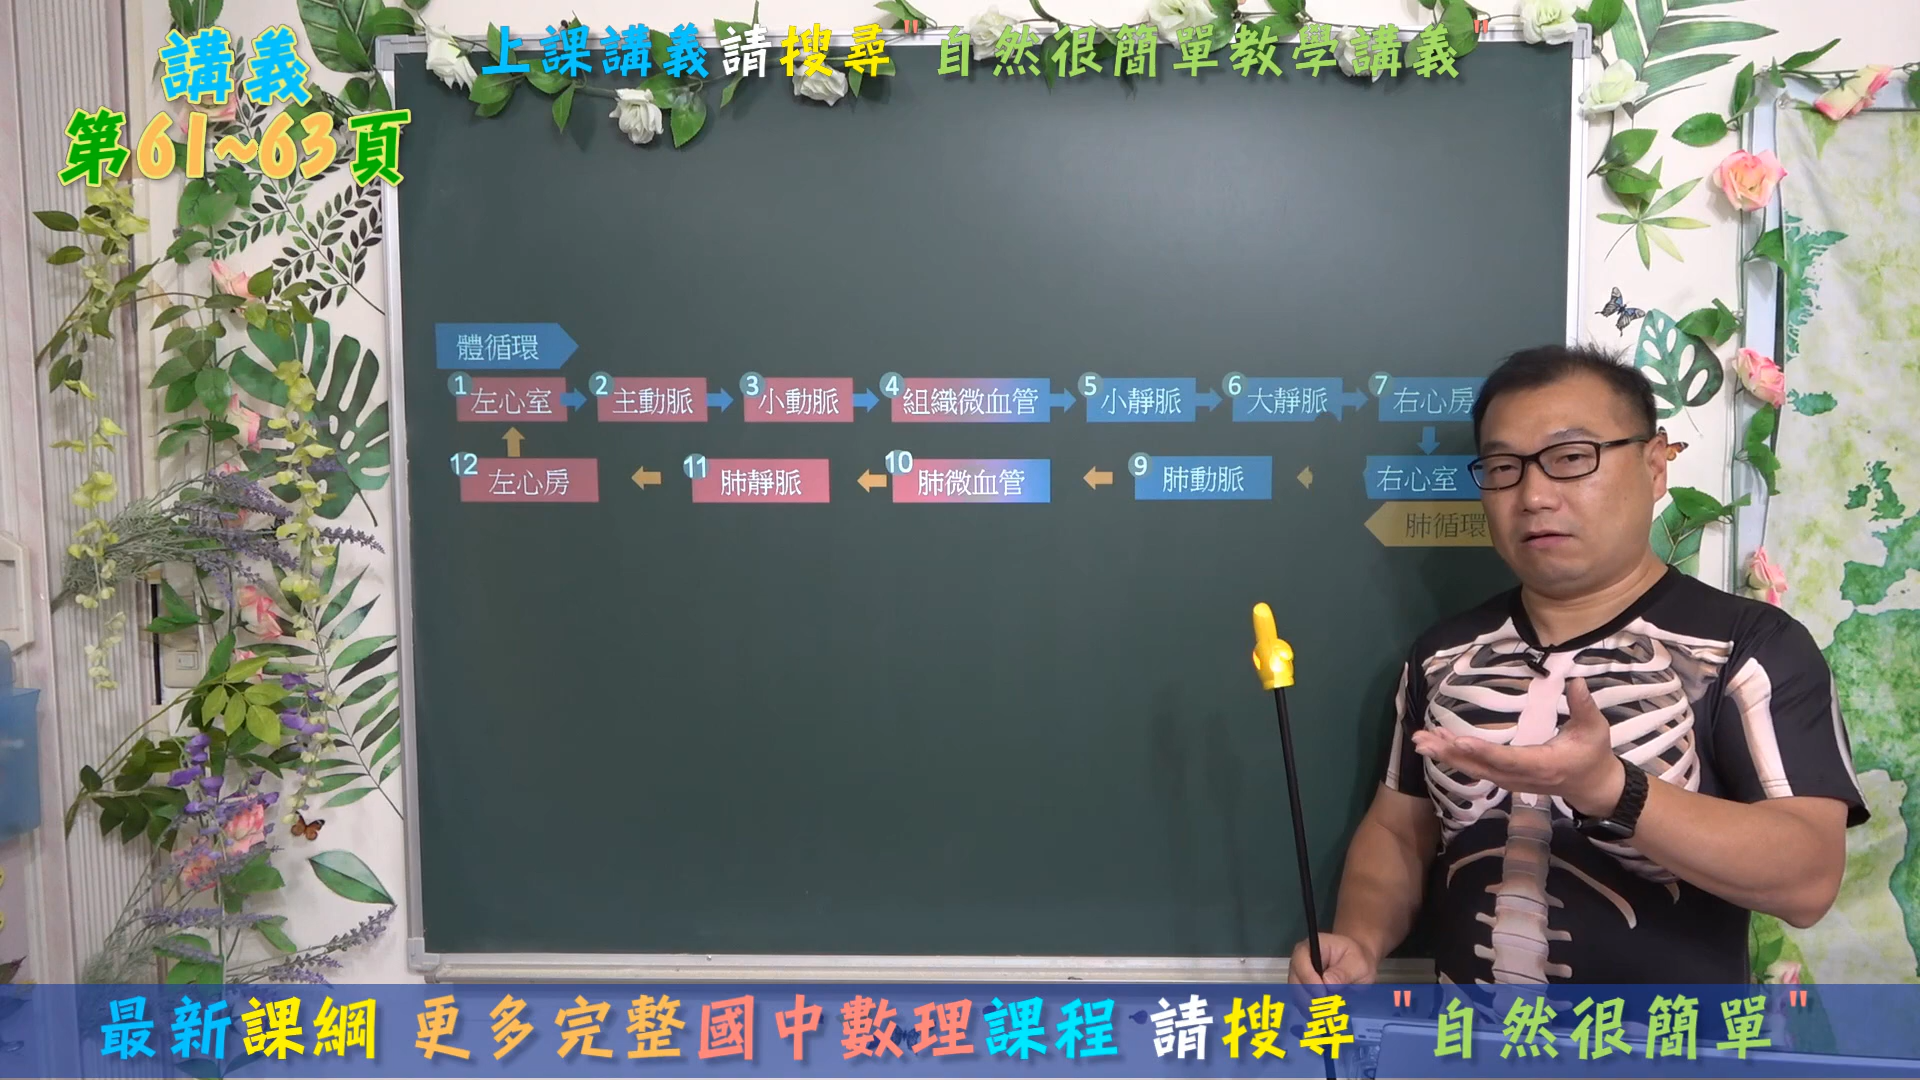 上課講義請搜尋"自然很簡單教學講義"
講義
第61~63頁
體循環
1 左心室 2 主動脈 3 小動脈 4 組織微血管 5 小靜脈 6 大靜脈 7 右心房
12 左心房 11 肺靜脈 10 肺微血管 9 肺動脈 右心室
肺循環
最新課綱 更多完整國中數理課程 請搜尋 "自然很簡單"